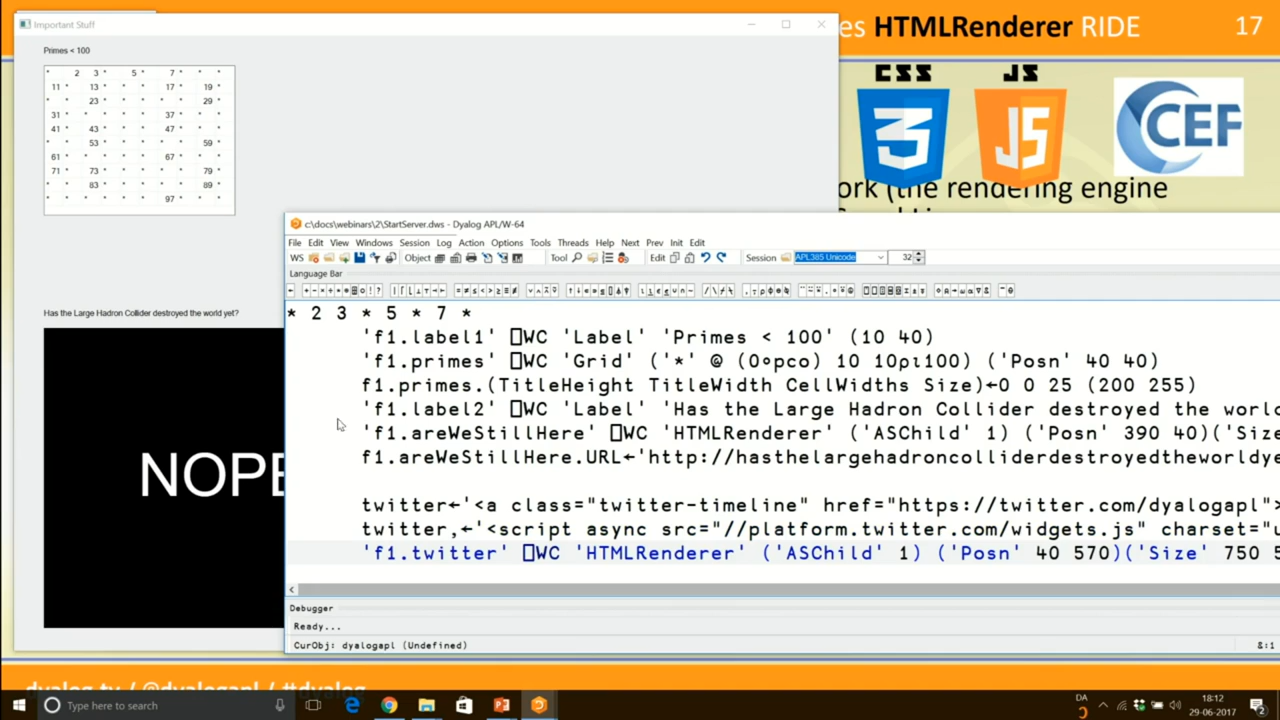 Important Stuff
es HTMLRenderer RIDE
17
Primes < 100
* 2 3 * 5 * 7 * * *
11 * 13 * * * 17 * 19 *
* * 23 * * * * * 29 *
31 * * * * * 37 * * *
41 * 43 * * * 47 * * *
* * 53 * * * * * 59 *
61 * * * * * 67 * * *
71 * 73 * * * * * 79 *
* * 83 * * * * * 89 *
* * * * * * 97 * * *
CSS
JS
3
JS
CEF
ork (the rendering engine
c:\docs\webinars\2\StartServer.dws - Dyalog APL/W-64
File Edit View Windows Session Log Action Options Tools Threads Help Next Prev Init Edit
WS Object Tool Edit Session APL385 Unicode 32
Language Bar
* 2 3 * 5 * 7 *
'f1.label1' ⎕WC 'Label' 'Primes < 100' (10 40)
'f1.primes' ⎕WC 'Grid' ('*' @ (0∘pco) 10 10⍴⍳100) ('Posn' 40 40)
f1.primes.(TitleHeight TitleWidth CellWidths Size)←0 0 25 (200 255)
'f1.label2' ⎕WC 'Label' 'Has the Large Hadron Collider destroyed the worl
'f1.areWeStillHere' ⎕WC 'HTMLRenderer' ('ASChild' 1) ('Posn' 390 40)('Size
f1.areWeStillHere.URL←'http://hasthelargehadroncolliderdestroyedtheworldye
twitter←'<a class="twitter-timeline" href="https://twitter.com/dyalogapl">
twitter,←'<script async src="//platform.twitter.com/widgets.js" charset="u
'f1.twitter' ⎕WC 'HTMLRenderer' ('ASChild' 1) ('Posn' 40 570)('Size' 750 5
Has the Large Hadron Collider destroyed the world yet?
NOPE
Debugger
Ready...
CurObj: dyalogapl (Undefined)
&:1
dyalog.tv / @dyalogapl / #dyalog
Type here to search
DA
18:12
29-06-2017
2